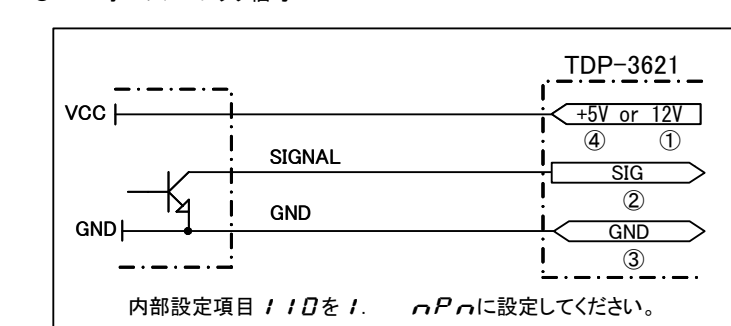 TDP-3621
VCC
+5V or 12V
④ ①
SIGNAL
SIG
②
GND
GND
GND
③
内部設定項目 110を1. nPnに設定してください。